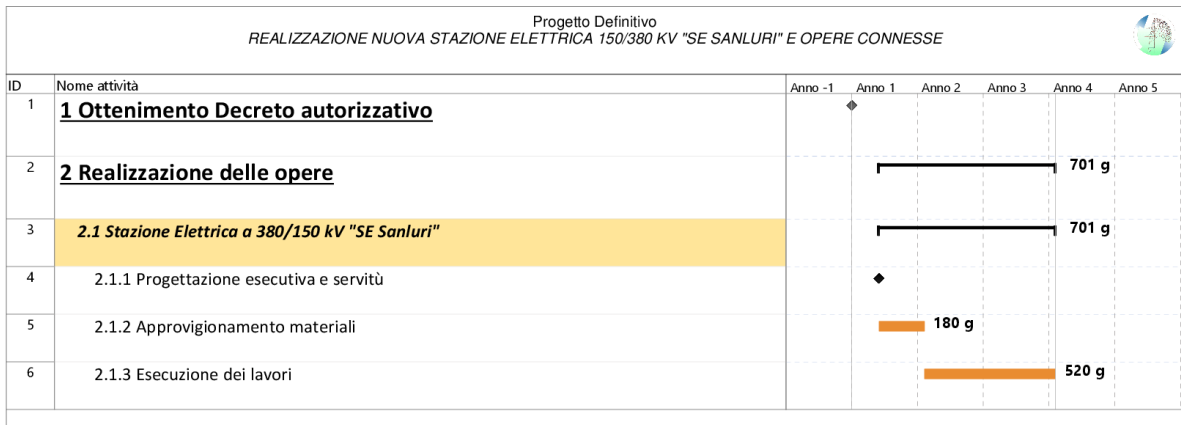 Progetto Definitivo
REALIZZAZIONE NUOVA STAZIONE ELETTRICA 150/380 KV "SE SANLURI" E OPERE CONNESSE
ID Nome attività Anno -1 Anno 1 Anno 2 Anno 3 Anno 4 Anno 5
1 1 Ottenimento Decreto autorizzativo
2 2 Realizzazione delle opere 701 g
3 2.1 Stazione Elettrica a 380/150 kV "SE Sanluri" 701 g
4 2.1.1 Progettazione esecutiva e servitù
5 2.1.2 Approvigionamento materiali 180 g
6 2.1.3 Esecuzione dei lavori 520 g